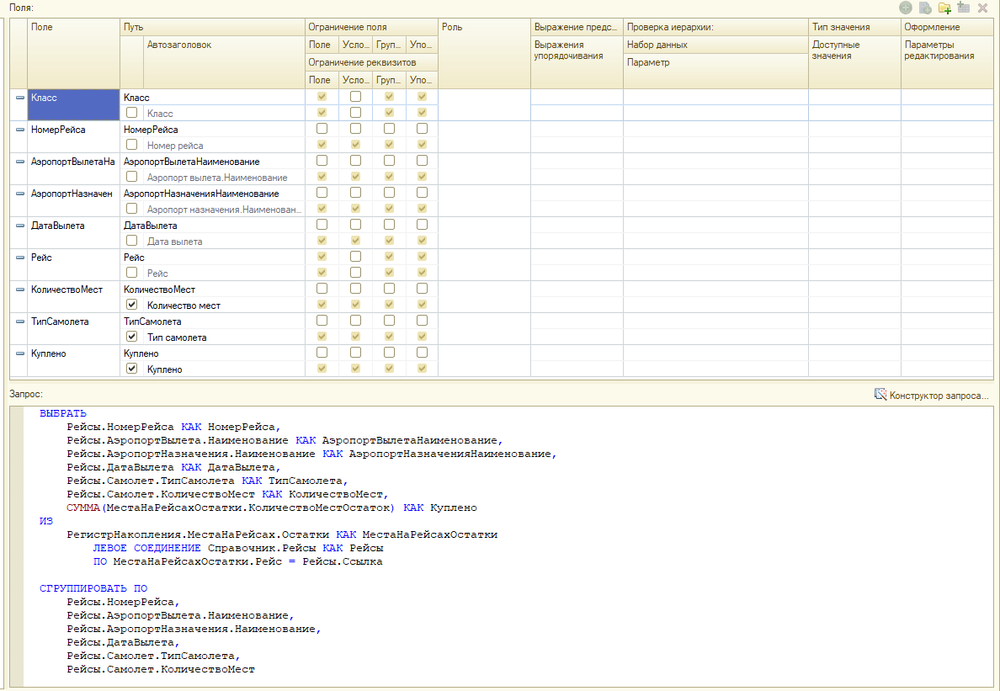 Поля:
Поле Путь Ограничение поля Роль Выражение предс... Проверка иерархии: Тип значения Оформление
Автозаголовок Поле Усло... Груп... Упо... Выражения упорядочивания Набор данных Доступные значения Параметры редактирования
Ограничение реквизитов Параметр
Поле Усло... Груп... Упо...
Класс Класс
Класс
НомерРейса НомерРейса
Номер рейса
АэропортВылетаНа АэропортВылетаНаименование
Аэропорт вылета.Наименование
АэропортНазначен АэропортНазначенияНаименование
Аэропорт назначения.Наименован...
ДатаВылета ДатаВылета
Дата вылета
Рейс Рейс
Рейс
КоличествоМест КоличествоМест
Количество мест
ТипСамолета ТипСамолета
Тип самолета
Куплено Куплено
Куплено
Запрос: Конструктор запроса...
ВЫБРАТЬ
Рейсы.НомерРейса КАК НомерРейса,
Рейсы.АэропортВылета.Наименование КАК АэропортВылетаНаименование,
Рейсы.АэропортНазначения.Наименование КАК АэропортНазначенияНаименование,
Рейсы.ДатаВылета КАК ДатаВылета,
Рейсы.Самолет.ТипСамолета КАК ТипСамолета,
Рейсы.Самолет.КоличествоМест КАК КоличествоМест,
СУММА(МестаНаРейсахОстатки.КоличествоМестОстаток) КАК Куплено
ИЗ
РегистрНакопления.МестаНаРейсах.Остатки КАК МестаНаРейсахОстатки
ЛЕВОЕ СОЕДИНЕНИЕ Справочник.Рейсы КАК Рейсы
ПО МестаНаРейсахОстатки.Рейс = Рейсы.Ссылка
СГРУППИРОВАТЬ ПО
Рейсы.НомерРейса,
Рейсы.АэропортВылета.Наименование,
Рейсы.АэропортНазначения.Наименование,
Рейсы.ДатаВылета,
Рейсы.Самолет.ТипСамолета,
Рейсы.Самолет.КоличествоМест